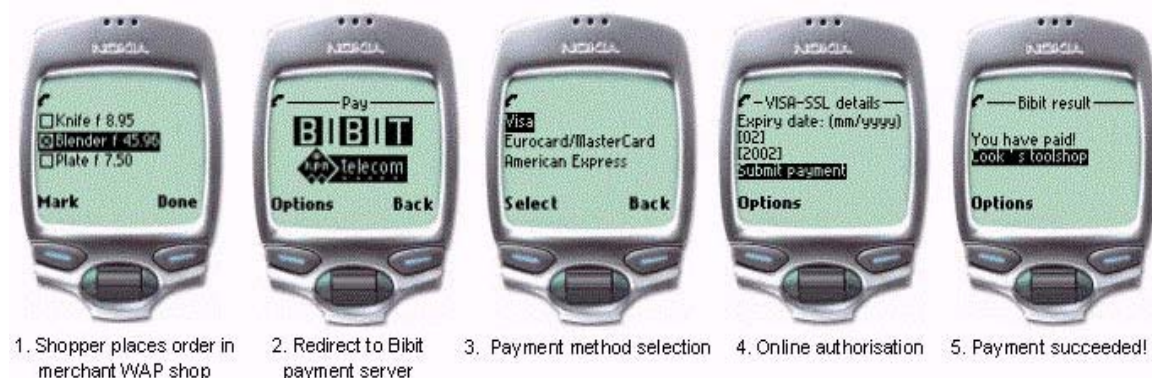 NOKIA
Knife f 8.95
Blender f 45.96
Plate f 7.50
Mark Done
1. Shopper places order in
merchant WAP shop
NOKIA
Pay
BIBIT
telecom
Options Back
2. Redirect to Bibit
payment server
NOKIA
Visa
Eurocard/MasterCard
American Express
Select Back
3. Payment method selection
NOKIA
VISA-SSL details
Expiry date: (mm/yyyy)
[02]
[2002]
Submit payment
Options
4. Online authorisation
NOKIA
Bibit result
You have paid!
Cook's toolshop
Options
5. Payment succeeded!